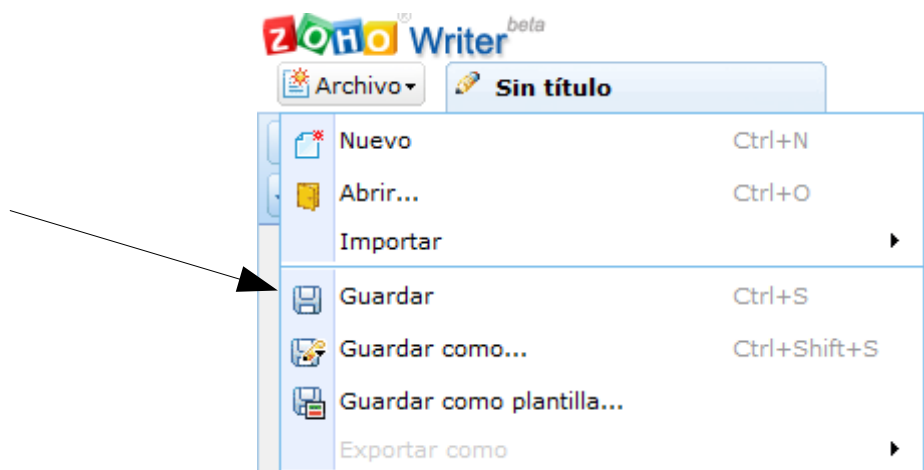 ZOHO® Writer beta
Archivo Sin título
Nuevo Ctrl+N
Abrir... Ctrl+O
Importar
Guardar Ctrl+S
Guardar como... Ctrl+Shift+S
Guardar como plantilla...
Exportar como